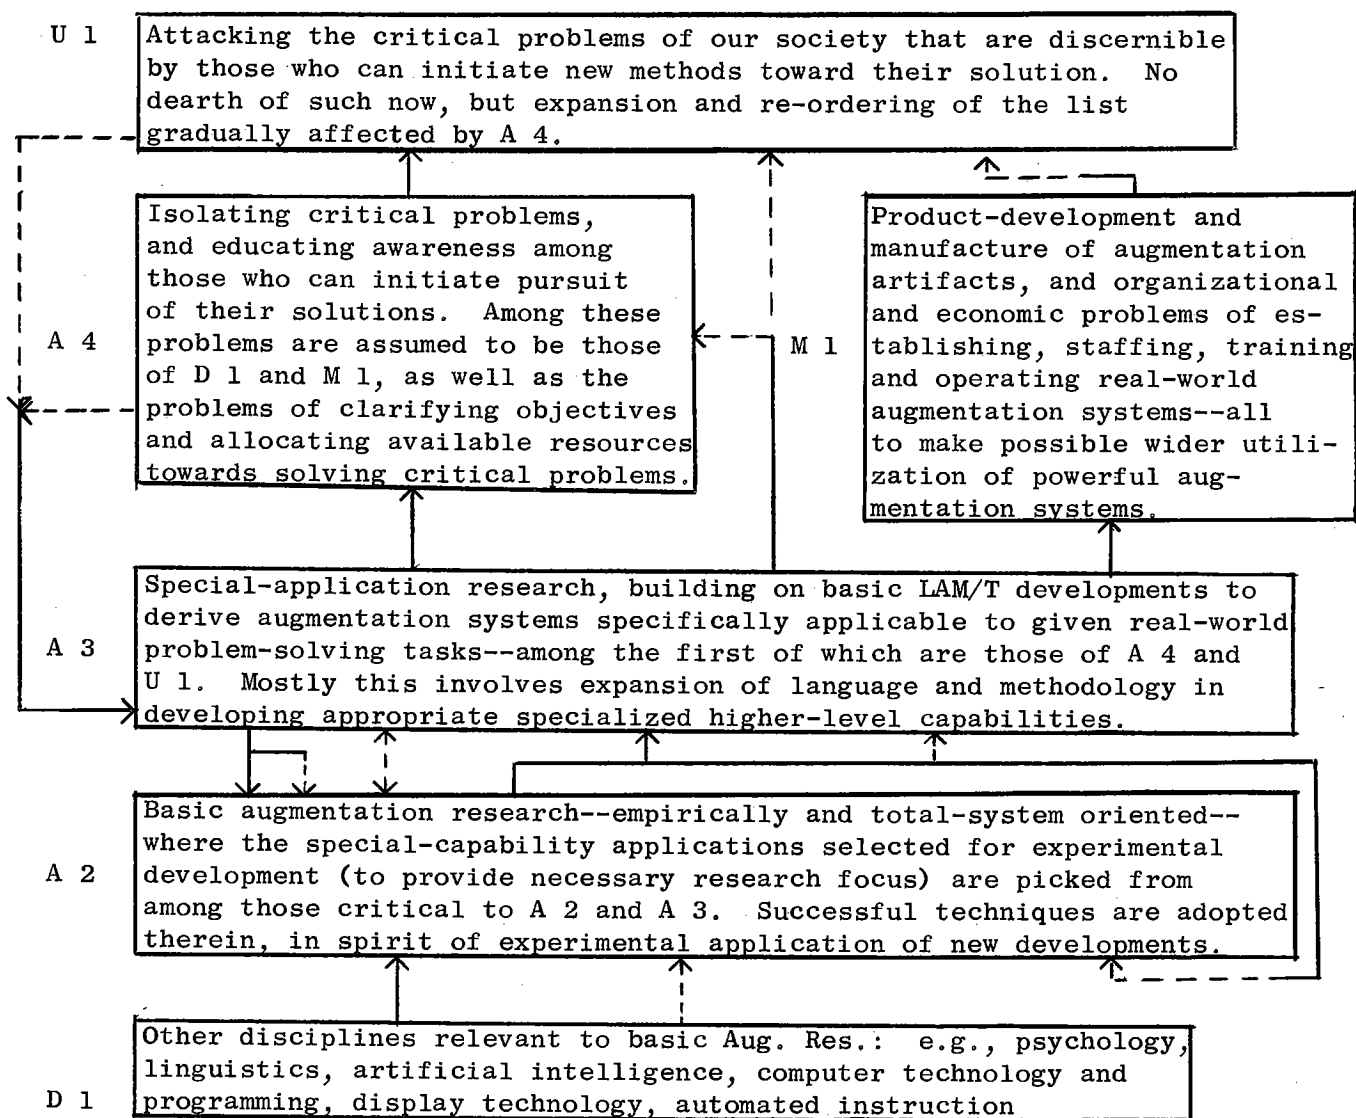 U 1
Attacking the critical problems of our society that are discernible
by those who can initiate new methods toward their solution. No
dearth of such now, but expansion and re-ordering of the list
gradually affected by A 4.
A 4
Isolating critical problems,
and educating awareness among
those who can initiate pursuit
of their solutions. Among these
problems are assumed to be those
of D 1 and M 1, as well as the
problems of clarifying objectives
and allocating available resources
towards solving critical problems.
M 1
Product-development and
manufacture of augmentation
artifacts, and organizational
and economic problems of es-
tablishing, staffing, training
and operating real-world
augmentation systems--all
to make possible wider utili-
zation of powerful aug-
mentation systems.
A 3
Special-application research, building on basic LAM/T developments to
derive augmentation systems specifically applicable to given real-world
problem-solving tasks--among the first of which are those of A 4 and
U 1. Mostly this involves expansion of language and methodology in
developing appropriate specialized higher-level capabilities.
A 2
Basic augmentation research--empirically and total-system oriented--
where the special-capability applications selected for experimental
development (to provide necessary research focus) are picked from
among those critical to A 2 and A 3. Successful techniques are adopted
therein, in spirit of experimental application of new developments.
D 1
Other disciplines relevant to basic Aug. Res.: e.g., psychology,
linguistics, artificial intelligence, computer technology and
programming, display technology, automated instruction